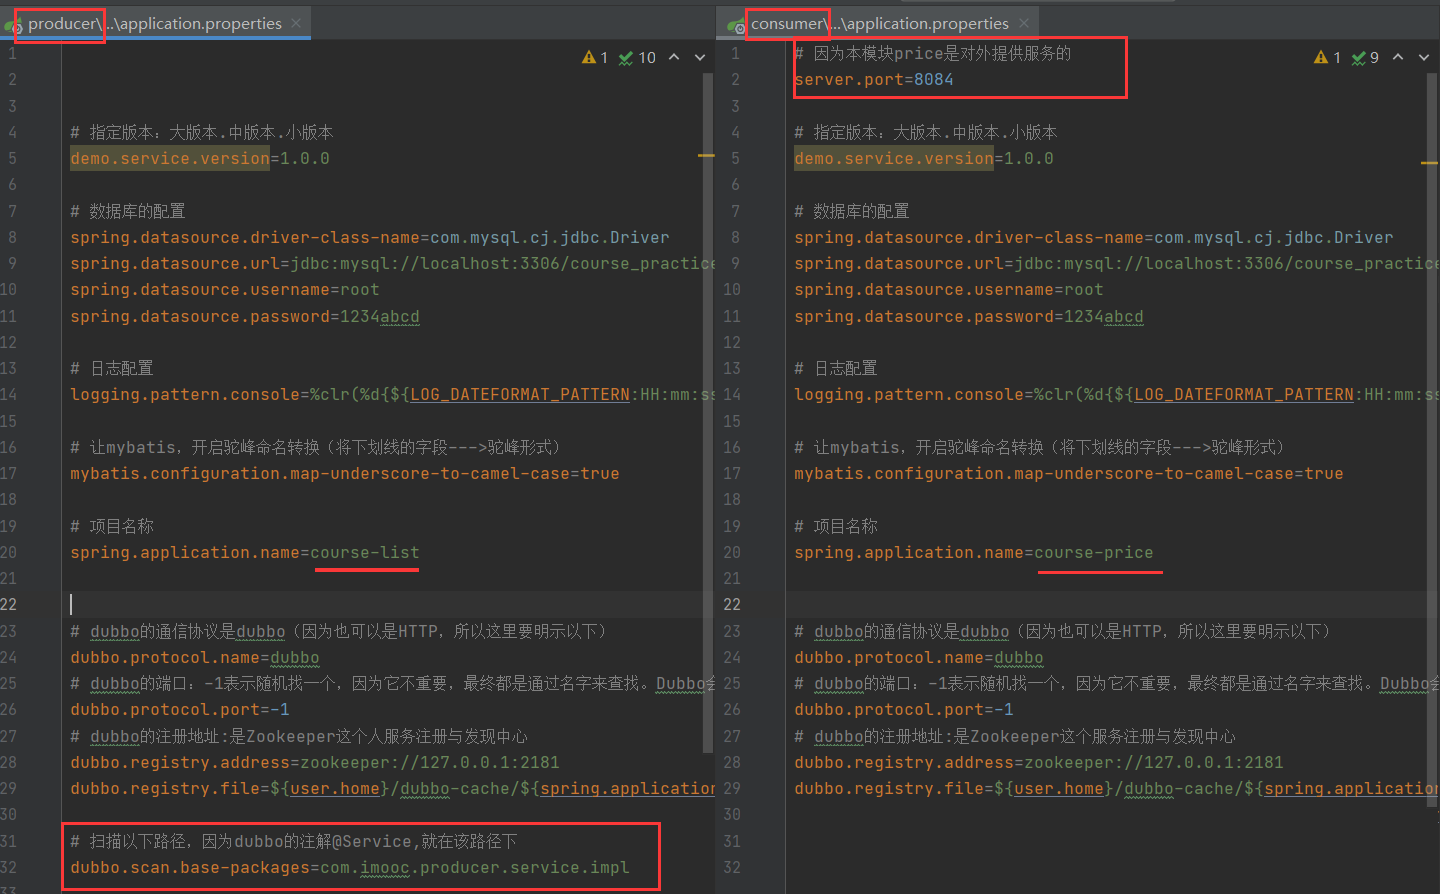 producer\...\application.properties
1 10
1
2
3
4 # 指定版本：大版本.中版本.小版本
5 demo.service.version=1.0.0
6
7 # 数据库的配置
8 spring.datasource.driver-class-name=com.mysql.cj.jdbc.Driver
9 spring.datasource.url=jdbc:mysql://localhost:3306/course_practice
10 spring.datasource.username=root
11 spring.datasource.password=1234abcd
12
13 # 日志配置
14 logging.pattern.console=%clr(%d{${LOG_DATEFORMAT_PATTERN:HH:mm:ss
15
16 # 让mybatis，开启驼峰命名转换（将下划线的字段--->驼峰形式）
17 mybatis.configuration.map-underscore-to-camel-case=true
18
19 # 项目名称
20 spring.application.name=course-list
21
22
23 # dubbo的通信协议是dubbo（因为也可以是HTTP，所以这里要明示以下）
24 dubbo.protocol.name=dubbo
25 # dubbo的端口：-1表示随机找一个，因为它不重要，最终都是通过名字来查找。Dubbo会
26 dubbo.protocol.port=-1
27 # dubbo的注册地址:是Zookeeper这个人服务注册与发现中心
28 dubbo.registry.address=zookeeper://127.0.0.1:2181
29 dubbo.registry.file=${user.home}/dubbo-cache/${spring.application
30
31 # 扫描以下路径，因为dubbo的注解@Service,就在该路径下
32 dubbo.scan.base-packages=com.imooc.producer.service.impl
33
consumer\...\application.properties
1 9
1 # 因为本模块price是对外提供服务的
2 server.port=8084
3
4 # 指定版本：大版本.中版本.小版本
5 demo.service.version=1.0.0
6
7 # 数据库的配置
8 spring.datasource.driver-class-name=com.mysql.cj.jdbc.Driver
9 spring.datasource.url=jdbc:mysql://localhost:3306/course_practice
10 spring.datasource.username=root
11 spring.datasource.password=1234abcd
12
13 # 日志配置
14 logging.pattern.console=%clr(%d{${LOG_DATEFORMAT_PATTERN:HH:mm:ss
15
16 # 让mybatis，开启驼峰命名转换（将下划线的字段--->驼峰形式）
17 mybatis.configuration.map-underscore-to-camel-case=true
18
19 # 项目名称
20 spring.application.name=course-price
21
22
23 # dubbo的通信协议是dubbo（因为也可以是HTTP，所以这里要明示以下）
24 dubbo.protocol.name=dubbo
25 # dubbo的端口：-1表示随机找一个，因为它不重要，最终都是通过名字来查找。Dubbo会
26 dubbo.protocol.port=-1
27 # dubbo的注册地址:是Zookeeper这个服务注册与发现中心
28 dubbo.registry.address=zookeeper://127.0.0.1:2181
29 dubbo.registry.file=${user.home}/dubbo-cache/${spring.application
30
31
32